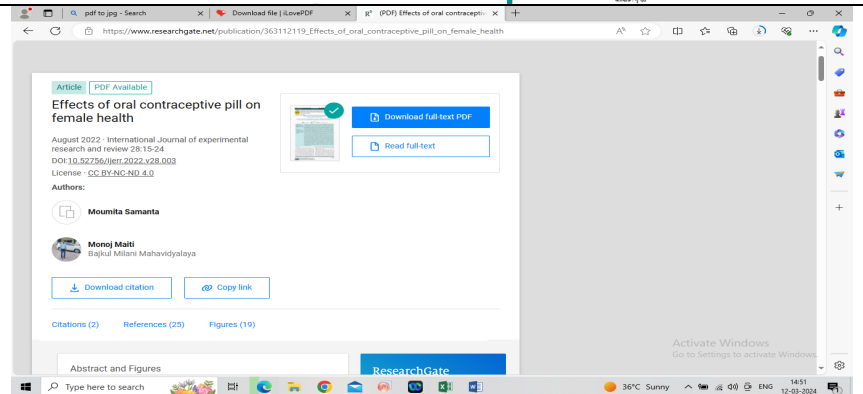 pdf to jpg - Search
Download file | iLovePDF
(PDF) Effects of oral contraceptiv
https://www.researchgate.net/publication/363112119_Effects_of_oral_contraceptive_pill_on_female_health
Article PDF Available
Effects of oral contraceptive pill on
female health
August 2022 · International Journal of experimental
research and review 28:15-24
DOI:10.52756/ijerr.2022.v28.003
License · CC BY-NC-ND 4.0
Authors:
Moumita Samanta
Monoj Maiti
Bajkul Milani Mahavidyalaya
Download full-text PDF
Read full-text
Download citation
Copy link
Citations (2) References (25) Figures (19)
Abstract and Figures
ResearchGate
Activate Windows
Go to Settings to activate Windows.
Type here to search
36°C Sunny
ENG
14:51
12-03-2024